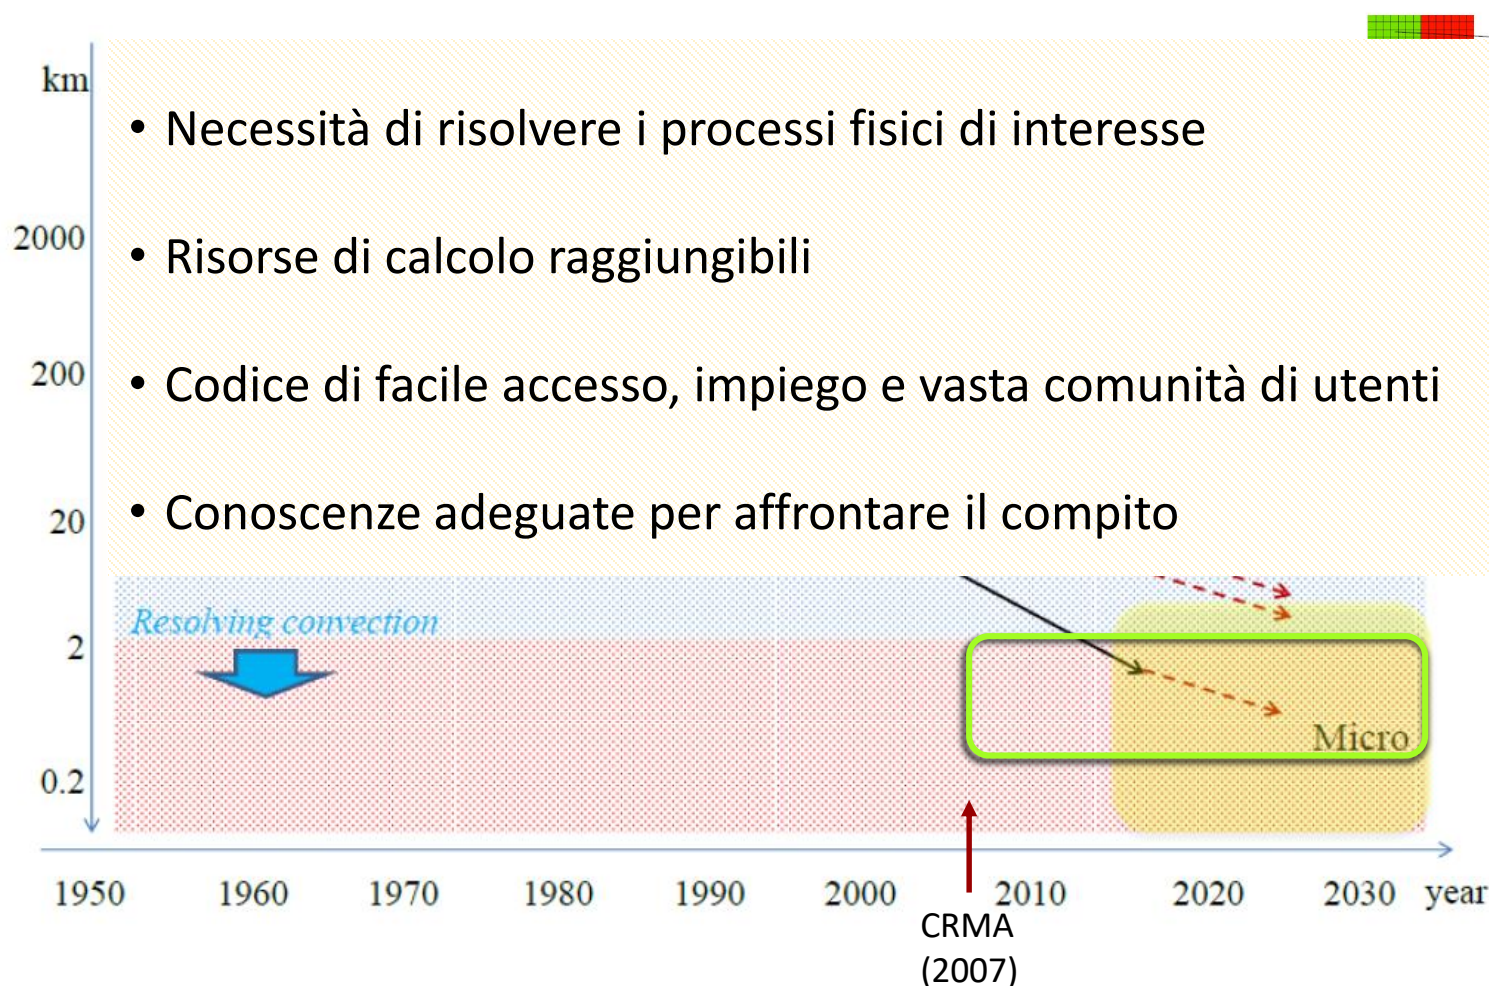 km
• Necessità di risolvere i processi fisici di interesse
2000
• Risorse di calcolo raggiungibili
200
• Codice di facile accesso, impiego e vasta comunità di utenti
20
• Conoscenze adeguate per affrontare il compito
Resolving convection
2
Micro
0.2
1950 1960 1970 1980 1990 2000 2010 2020 2030 year
CRMA
(2007)